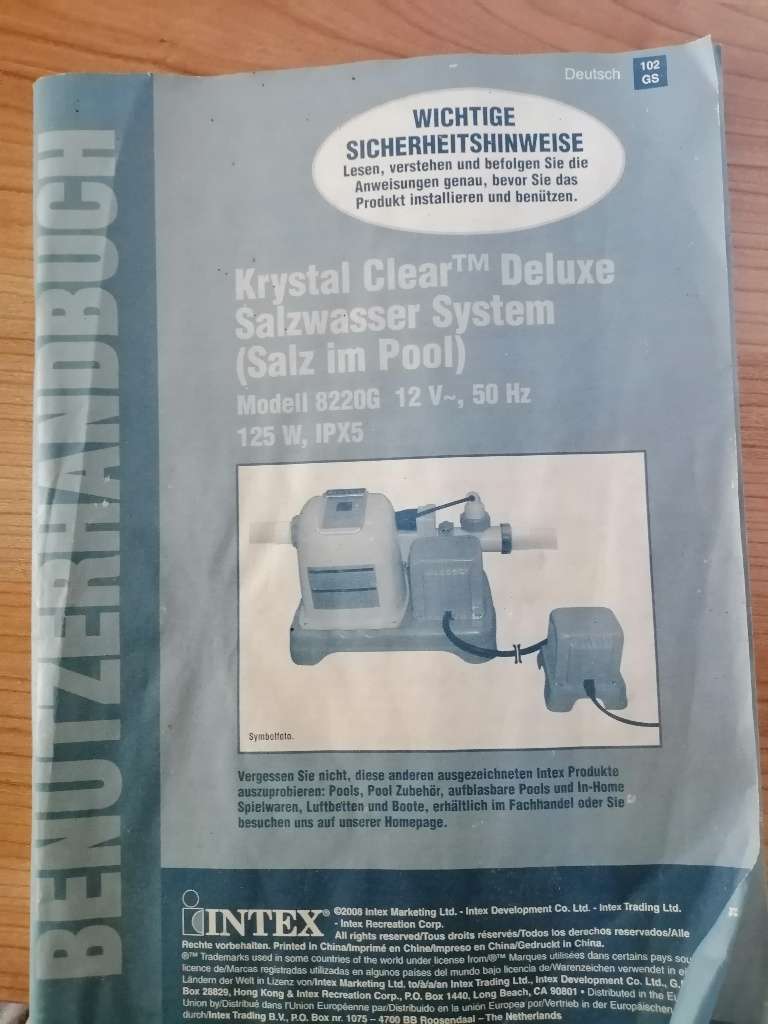 Deutsch
102
GS
WICHTIGE
SICHERHEITSHINWEISE
Lesen, verstehen und befolgen Sie die
Anweisungen genau, bevor Sie das
Produkt installieren und benützen.
BENUTZERHANDBUCH
Krystal Clear™ Deluxe
Salzwasser System
(Salz im Pool)
Modell 8220G 12 V~, 50 Hz
125 W, IPX5
Symbolfoto.
Vergessen Sie nicht, diese anderen ausgezeichneten Intex Produkte
auszuprobieren: Pools, Pool Zubehör, aufblasbare Pools und In-Home
Spielwaren, Luftbetten und Boote, erhältlich im Fachhandel oder Sie
besuchen uns auf unserer Homepage.
INTEX®
©2008 Intex Marketing Ltd. - Intex Development Co. Ltd. - Intex Trading Ltd.
- Intex Recreation Corp.
All rights reserved/Tous droits réservés/Todos los derechos reservados/Alle
Rechte vorbehalten. Printed in China/Imprimé en Chine/Impreso en China/Gedruckt in China.
®™ Trademarks used in some countries of the world under license from/®™ Marques utilisées dans certains pays sou
licence de/Marcas registradas utilizadas en algunos países del mundo bajo licencia de/Warenzeichen verwendet in ei
Ländern der Welt in Lizenz von/Intex Marketing Ltd. to/à/a/an Intex Trading Ltd., Intex Development Co. Ltd., G.
Box 28829, Hong Kong & Intex Recreation Corp., P.O. Box 1440, Long Beach, CA 90801 • Distributed in the E
Union by/Distribué dans l'Union Européenne par/Distribuido en la unión Europea por/Vertrieb in der Europäischen
durch/Intex Trading B.V., P.O. Box nr. 1075 – 4700 BB Roosendaal – The Netherlands